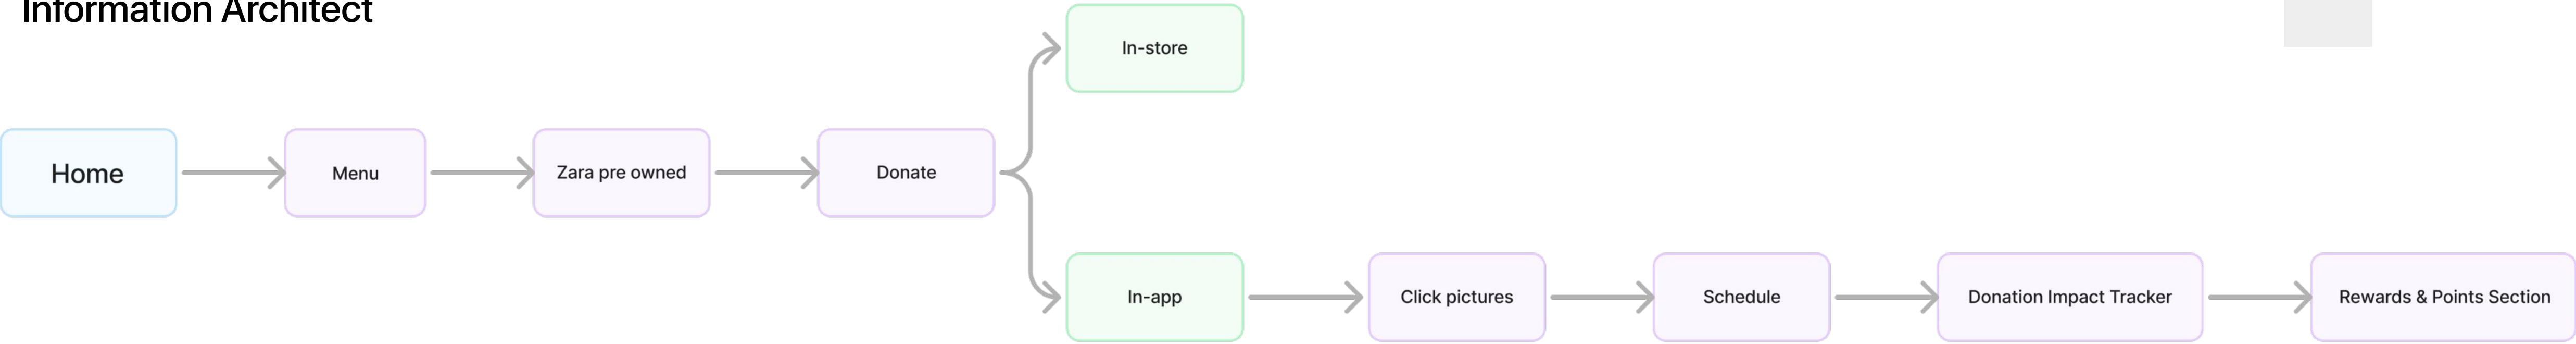 Information Architect
In-store
Home
Menu
Zara pre owned
Donate
In-app
Click pictures
Schedule
Donation Impact Tracker
Rewards & Points Section